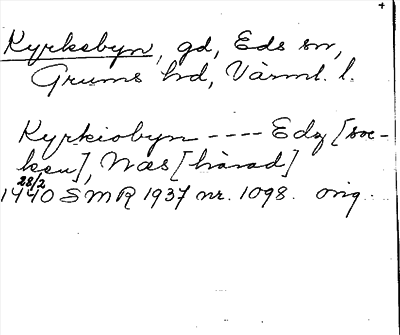 Kyrkebyn, gd, Eds sn,
Grums hd, Värml. l.
Kyrkiobyn ---- Edz [soc-
ken], Næs [härad]
28/2
1440 SMR 1937 nr. 1098. orig.